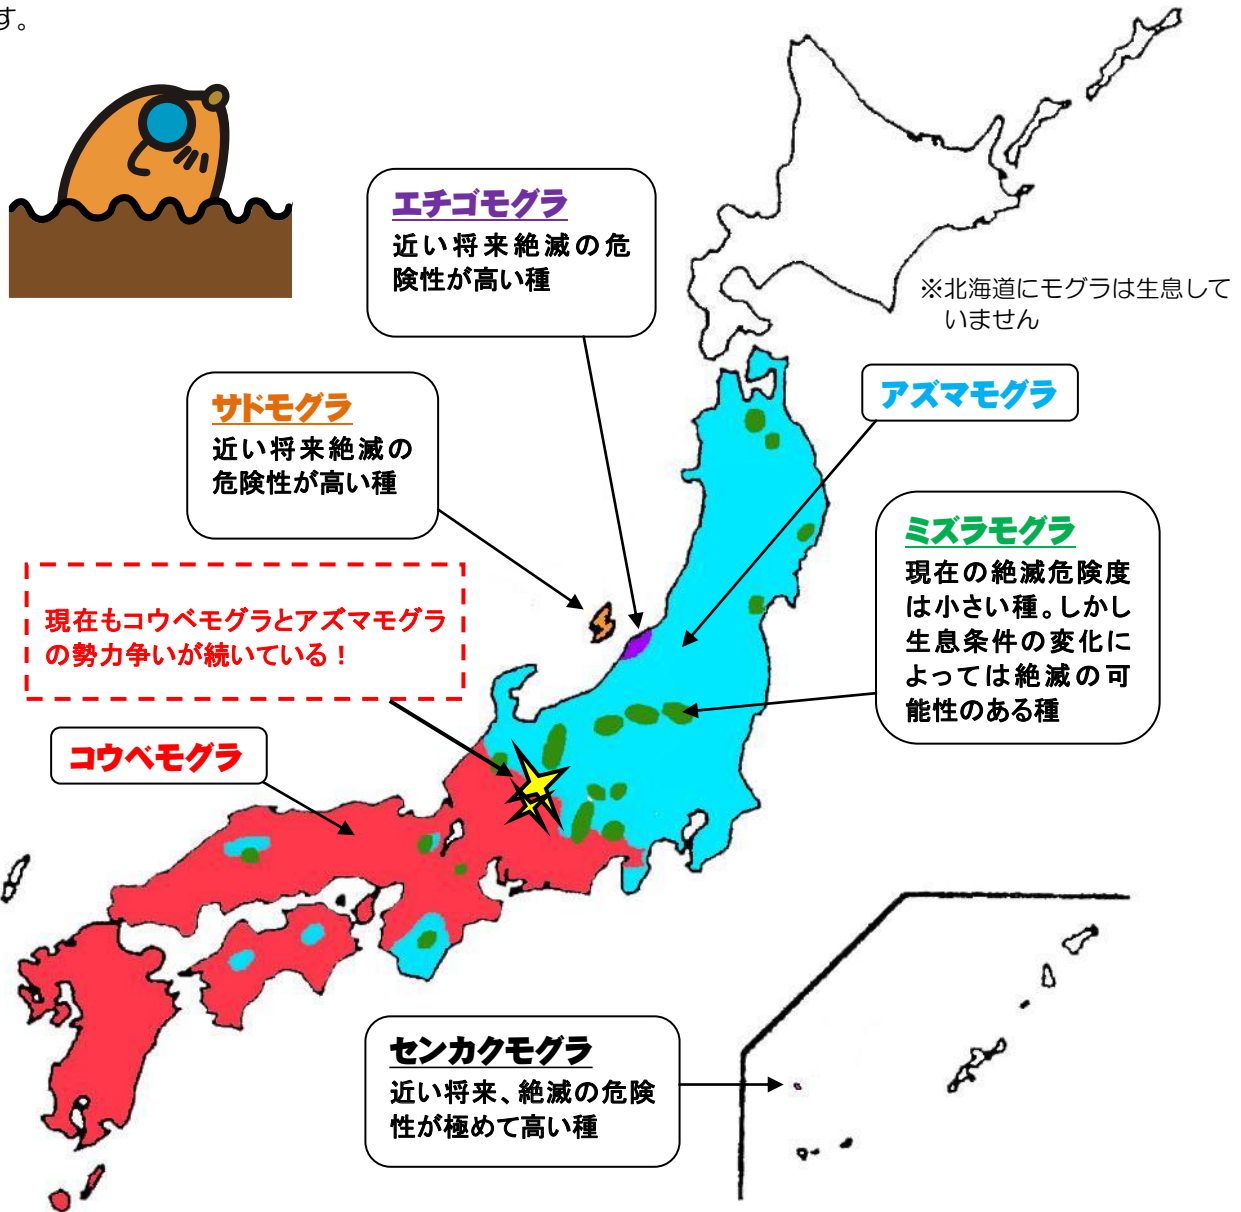 す。
エチゴモグラ
近い将来絶滅の危
険性が高い種
※北海道にモグラは生息して
いません
サドモグラ
近い将来絶滅の
危険性が高い種
アズマモグラ
ミズラモグラ
現在の絶滅危険度
は小さい種。しかし
生息条件の変化に
よっては絶滅の可
能性のある種
現在もコウベモグラとアズマモグラ
の勢力争いが続いている！
コウベモグラ
センカクモグラ
近い将来、絶滅の危険
性が極めて高い種